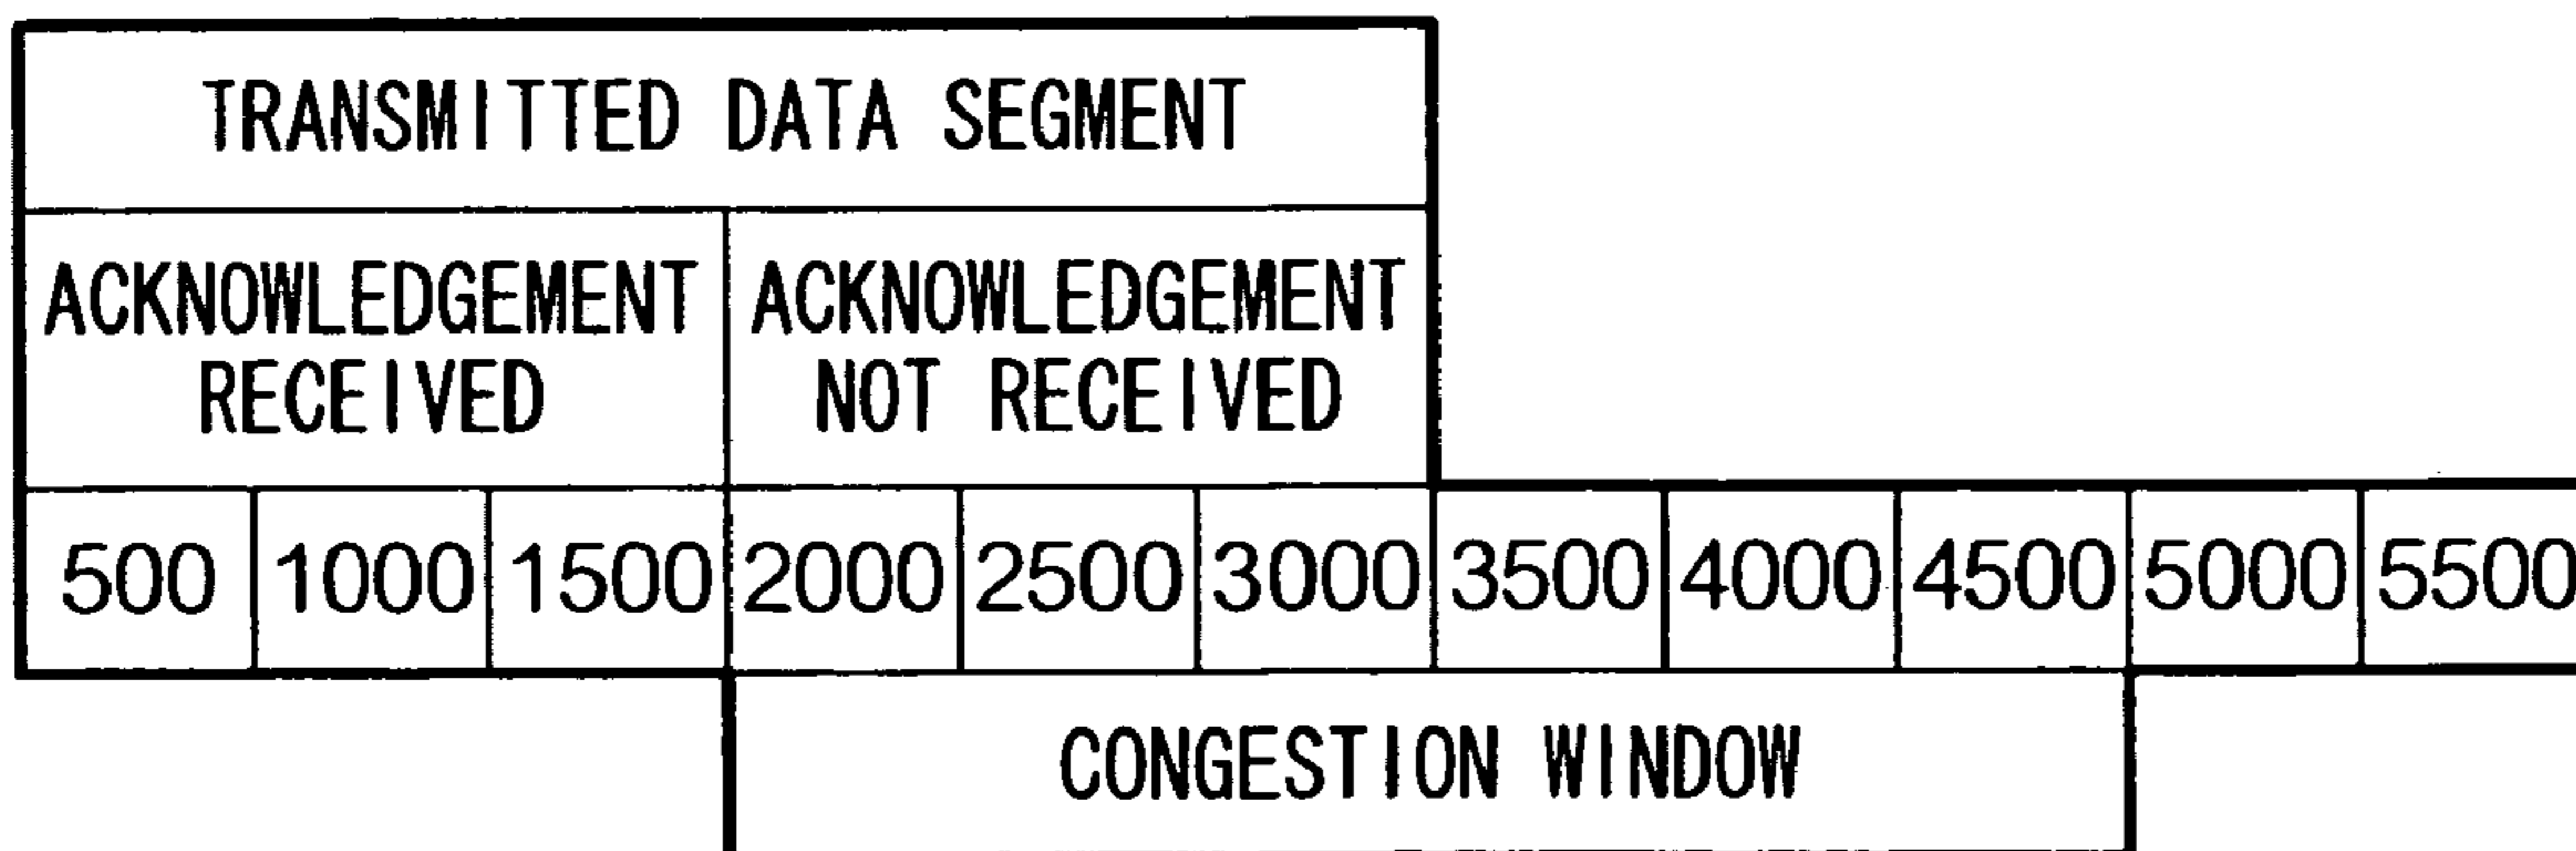 TRANSMITTED DATA SEGMENT
ACKNOWLEDGEMENT RECEIVED
ACKNOWLEDGEMENT NOT RECEIVED
500 1000 1500 2000 2500 3000 3500 4000 4500 5000 5500
CONGESTION WINDOW